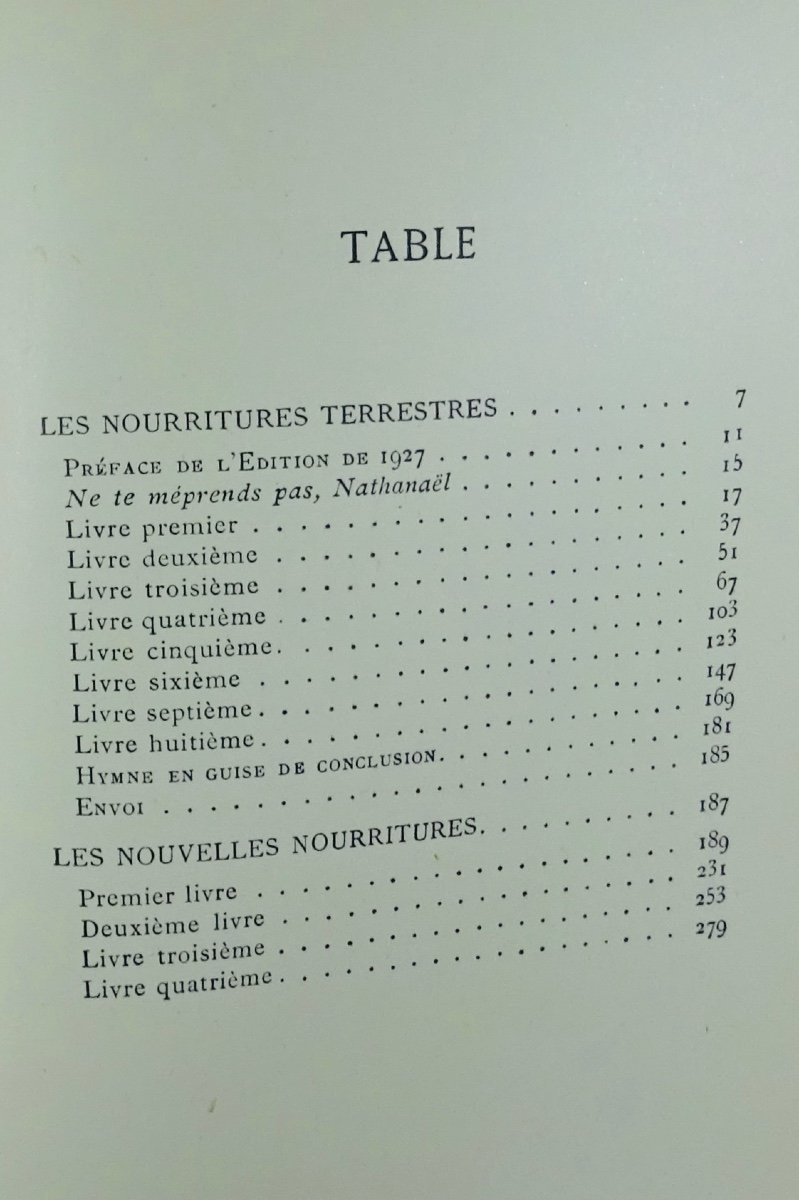 TABLE
LES NOURRITURES TERRESTRES . . . . . . . . . 7
PRÉFACE DE L'EDITION DE 1927 . . . . . . . . . . . 11
Ne te méprends pas, Nathanaël . . . . . . . . . . 15
Livre premier . . . . . . . . . . . . . . . . . . . 17
Livre deuxième . . . . . . . . . . . . . . . . . . 37
Livre troisième . . . . . . . . . . . . . . . . . . 51
Livre quatrième . . . . . . . . . . . . . . . . . . 67
Livre cinquième . . . . . . . . . . . . . . . . . . 103
Livre sixième . . . . . . . . . . . . . . . . . . . 123
Livre septième . . . . . . . . . . . . . . . . . . . 147
Livre huitième . . . . . . . . . . . . . . . . . . . 169
HYMNE EN GUISE DE CONCLUSION . . . . . . . . . . . 181
ENVOI . . . . . . . . . . . . . . . . . . . . . . . 185
LES NOUVELLES NOURRITURES . . . . . . . . . 187
Premier livre . . . . . . . . . . . . . . . . . . . 189
Deuxième livre . . . . . . . . . . . . . . . . . . 231
Livre troisième . . . . . . . . . . . . . . . . . . 253
Livre quatrième . . . . . . . . . . . . . . . . . . 279